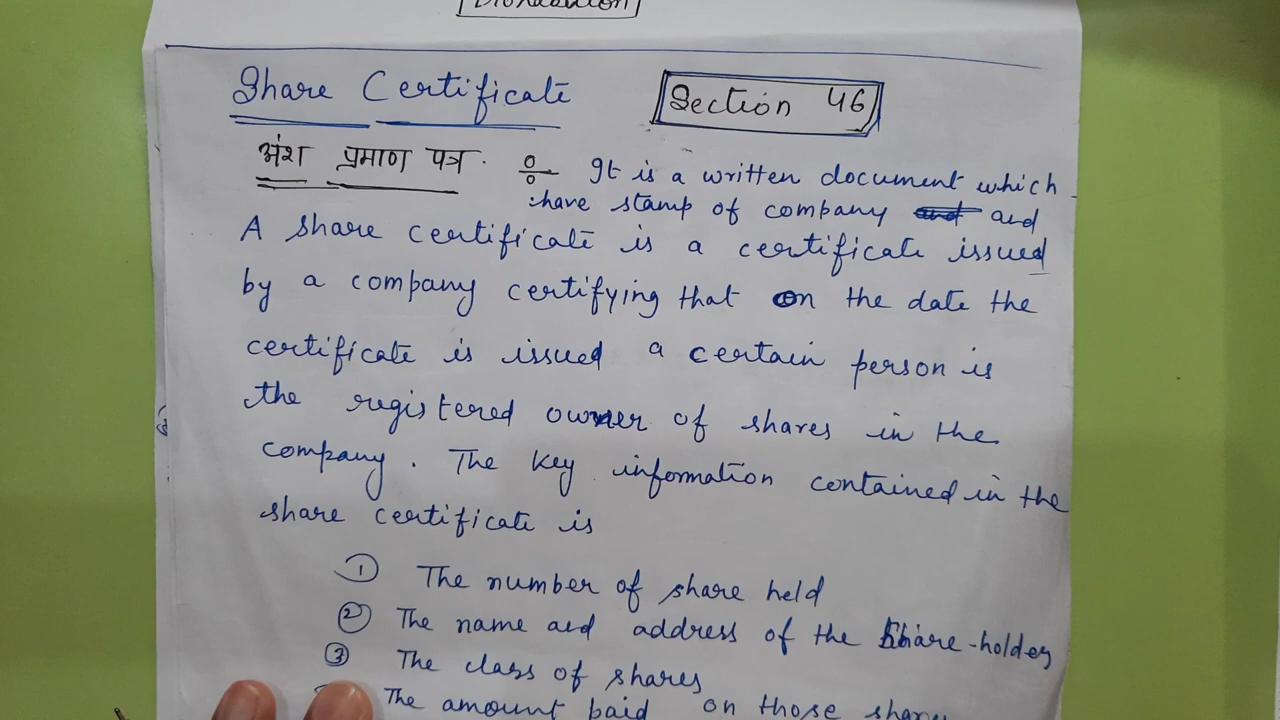 Share Certificate
Section 46
अंश प्रमाण पत्र
It is a written document which
have stamp of company and and
A share certificate is a certificate issued
by a company certifying that on the date the
certificate is issued a certain person is
the registered owner of shares in the
company. The key information contained in the
share certificate is
1 The number of share held
2 The name and address of the Share-holder
3 The class of shares
The amount paid on those